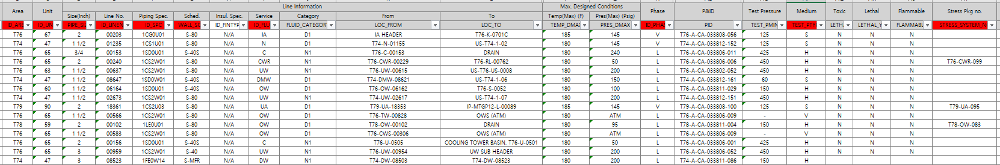 Area Unit Line Information Max. Designed Conditions Phase P&ID Test Pressure Medium Toxic Lethal Flammable Stress Pkg no.
Size(Inch) Line No. Piping Spec. Sched. Insul. Spec. Service Category From To Temp(Max) (F) Pres(Max) (Psig)
ID_ARE ID_UN PIPE_SIZ ID_LINEN ID_SPC WALL_SC ID_FINTYP ID_FLU FLUID_CATEGOR LOC_FROM LOC_TO TEMP_DMAX PRES_DMAX ID_PHA PID TEST_PMIN TEST_PTY LETH LETHAL_Y FLAMMABL STRESS_SYSTEM_N
T76 67 2 00203 1CG0U01 S-80 N/A IA D1 IA HEADER T76-K-0701C 185 145 V T76-A-CA-033808-056 125 S N N N
T74 47 1 1/2 01235 1CS1U01 S-80 N/A N D1 T74-N-01155 US-T74-1-02 180 145 V T74-A-CA-033812-152 125 S N N N
T76 65 3/4 00153 1SD0U01 S-40S N/A C N1 T76-C-00153 DRAIN 180 240 L T76-A-CA-033806-011 425 H N N N
T76 65 2 00240 1CS2W01 S-80 N/A CWR N1 T76-CWR-00229 T76-RL-00762 180 50 L T76-A-CA-033806-006 450 H N N N T76-CWR-099
T76 63 1 1/2 00637 1CS2W01 S-80 N/A UW N1 T76-UW-00615 US-T76-US-0008 180 200 L T76-A-CA-033802-052 450 H N N N
T74 47 1 1/2 08647 1SD0W01 S-40S N/A DMW D1 T74-DMW-08621 US-T74-1-06 180 150 L T74-A-CA-033812-161 60 S N N N
T76 60 1 1/2 06164 1SD0U01 S-40S N/A OW D1 T76-OW-06162 T76-S-0052 180 100 L T76-A-CA-033811-029 150 H N N N
T74 47 1 1/2 02673 1CS2W01 S-80 N/A UW N1 T74-UW-02617 US-T74-1-07 180 200 L T74-A-CA-033812-151 450 H N N N
T79 90 2 18361 1CS2U03 S-80 N/A UA D1 T79-UA-18353 IP-MTGP12-L-00089 185 145 V T79-A-CA-033808-100 125 S N N N T79-UA-095
T76 65 1 1/2 00566 1CS2W01 S-80 N/A OW D1 T76-TW-00828 OWS (ATM) 180 ATM L T76-A-CA-033806-009 - V N N N
T78 59 2 00102 1LE0U01 S-80 N/A OW D1 T78-OW-00102 DRAIN 180 95 L T78-A-CA-033811-004 150 H N N N T78-OW-083
T76 65 1 1/2 00583 1CS2W01 S-80 N/A OW D1 T76-CWS-00306 OWS (ATM) 180 ATM L T76-A-CA-033806-009 - V N N N
T76 65 2 00156 1SD0U01 S-40S N/A C N1 T76-U-0505 COOLING TOWER BASIN, T76-U-0501 180 50 L T76-A-CA-033806-001 425 H N N N
T76 65 3 00959 1CS2W01 S-40 N/A UW N1 T76-UW-00954 UW SUB HEADER 180 200 L T76-A-CA-033806-052 450 H N N N
T74 47 3 08523 1FE0W14 S-MFR N/A DW N1 T74-DW-08503 T74-DW-08523 180 200 L T74-A-CA-033811-086 150 H